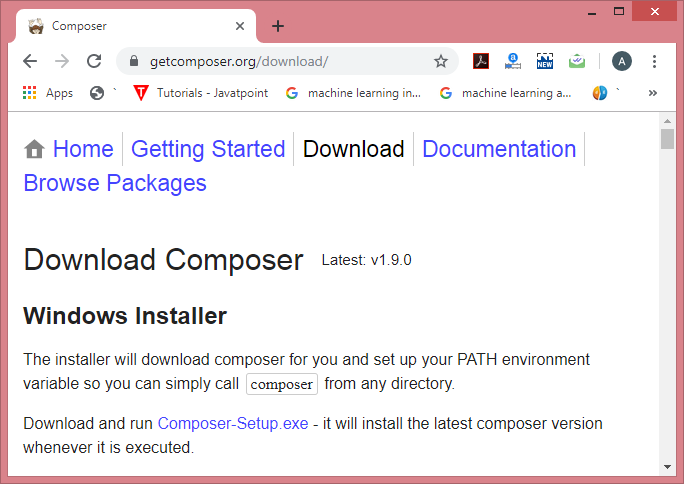 Composer
getcomposer.org/download/
NEW
A
Apps
`
Tutorials - Javatpoint
machine learning in...
machine learning a...
`
Home
Getting Started
Download
Documentation
Browse Packages
Download Composer
Latest: v1.9.0
Windows Installer
The installer will download composer for you and set up your PATH environment
variable so you can simply call composer from any directory.
Download and run Composer-Setup.exe - it will install the latest composer version
whenever it is executed.